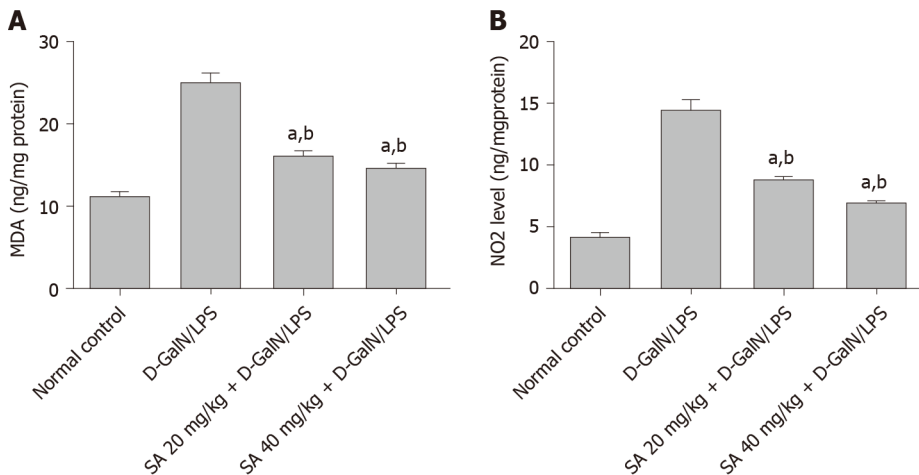 A
MDA (ng/mg protein)
30
20
10
0
a,b
a,b
Normal control
D-GalN/LPS
SA 20 mg/kg + D-GalN/LPS
SA 40 mg/kg + D-GalN/LPS
B
NO2 level (ng/mgprotein)
20
15
10
5
0
a,b
a,b
Normal control
D-GalN/LPS
SA 20 mg/kg + D-GalN/LPS
SA 40 mg/kg + D-GalN/LPS